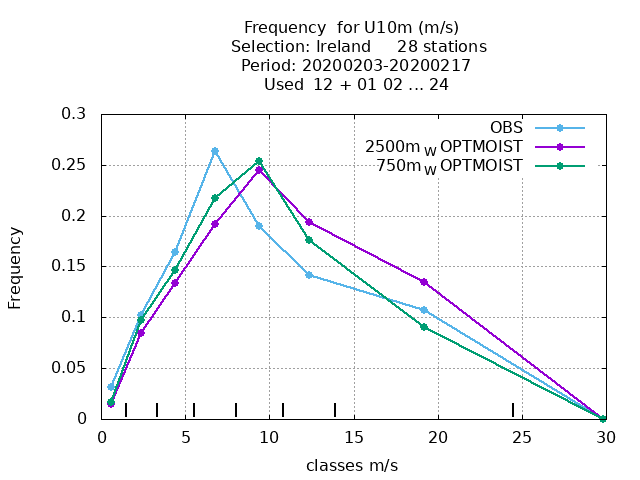 Frequency for U10m (m/s)
Selection: Ireland 28 stations
Period: 20200203-20200217
Used 12 + 01 02 ... 24
0.3
0.25
0.2
0.15
0.1
0.05
0
Frequency
OBS
2500m W OPTMOIST
750m W OPTMOIST
0 5 10 15 20 25 30
classes m/s